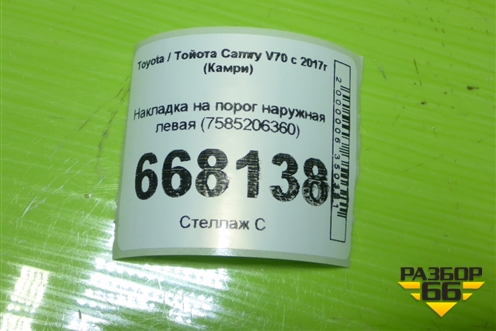 Toyota / Тойота Camry V70 с 2017г
(Камри)
Накладка на порог наружная
левая (7585206360)
668138
Стеллаж С
РАЗБОР
66